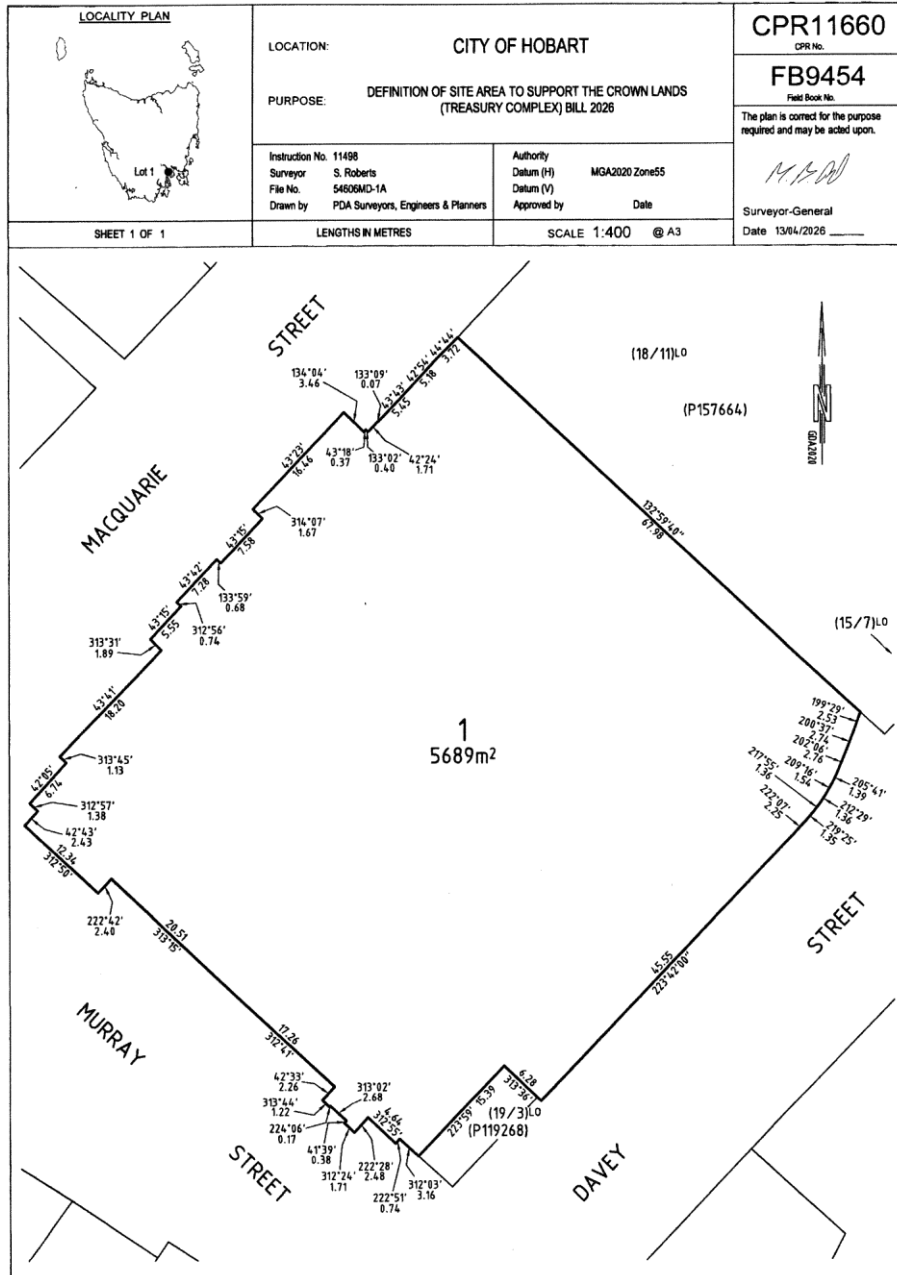 LOCALITY PLAN
Lot 1
SHEET 1 OF 1
LOCATION: CITY OF HOBART
PURPOSE: DEFINITION OF SITE AREA TO SUPPORT THE CROWN LANDS
(TREASURY COMPLEX) BILL 2026
Instruction No. 11498
Surveyor S. Roberts
File No. 54606MD-1A
Drawn by PDA Surveyors, Engineers & Planners
LENGTHS IN METRES
Authority
Datum (H) MGA2020 Zone55
Datum (V)
Approved by Date
SCALE 1:400 @ A3
CPR11660
CPR No.
FB9454
Field Book No.
The plan is correct for the purpose
required and may be acted upon.
Surveyor-General
Date 13/04/2026
STREET
MACQUARIE
134°04'
3.46
133°09'
0.07
43°43'
5.45
42°54'
5.18
44°44'
3.72
(18/11)LO
(P157664)
N
GDA2020
43°23'
16.46
43°18'
0.37
133°02'
0.40
42°24'
1.71
314°07'
1.67
43°15'
7.58
132°59'40"
67.98
43°42'
7.28
133°59'
0.68
43°15'
5.55
312°56'
0.74
313°31'
1.89
(15/7)LO
43°41'
18.20
1
5689m²
199°29'
2.53
200°37'
2.74
202°06'
2.76
209°16'
1.54
217°55'
1.36
222°07'
2.25
205°41'
1.39
212°29'
1.36
219°25'
1.35
313°45'
1.13
42°05'
6.74
312°57'
1.38
42°43'
2.43
12.34
312°50'
222°42'
2.40
20.51
313°15'
45.55
223°42'00"
STREET
MURRAY
17.26
312°41'
42°33'
2.26
313°02'
2.68
313°44'
1.22
224°06'
0.17
41°39'
0.38
312°24'
1.71
4.64
312°55'
222°28'
2.48
222°51'
0.74
312°03'
3.16
223°59' 15.39
6.28
313°36'
(19/3)LO
(P119268)
STREET
DAVEY